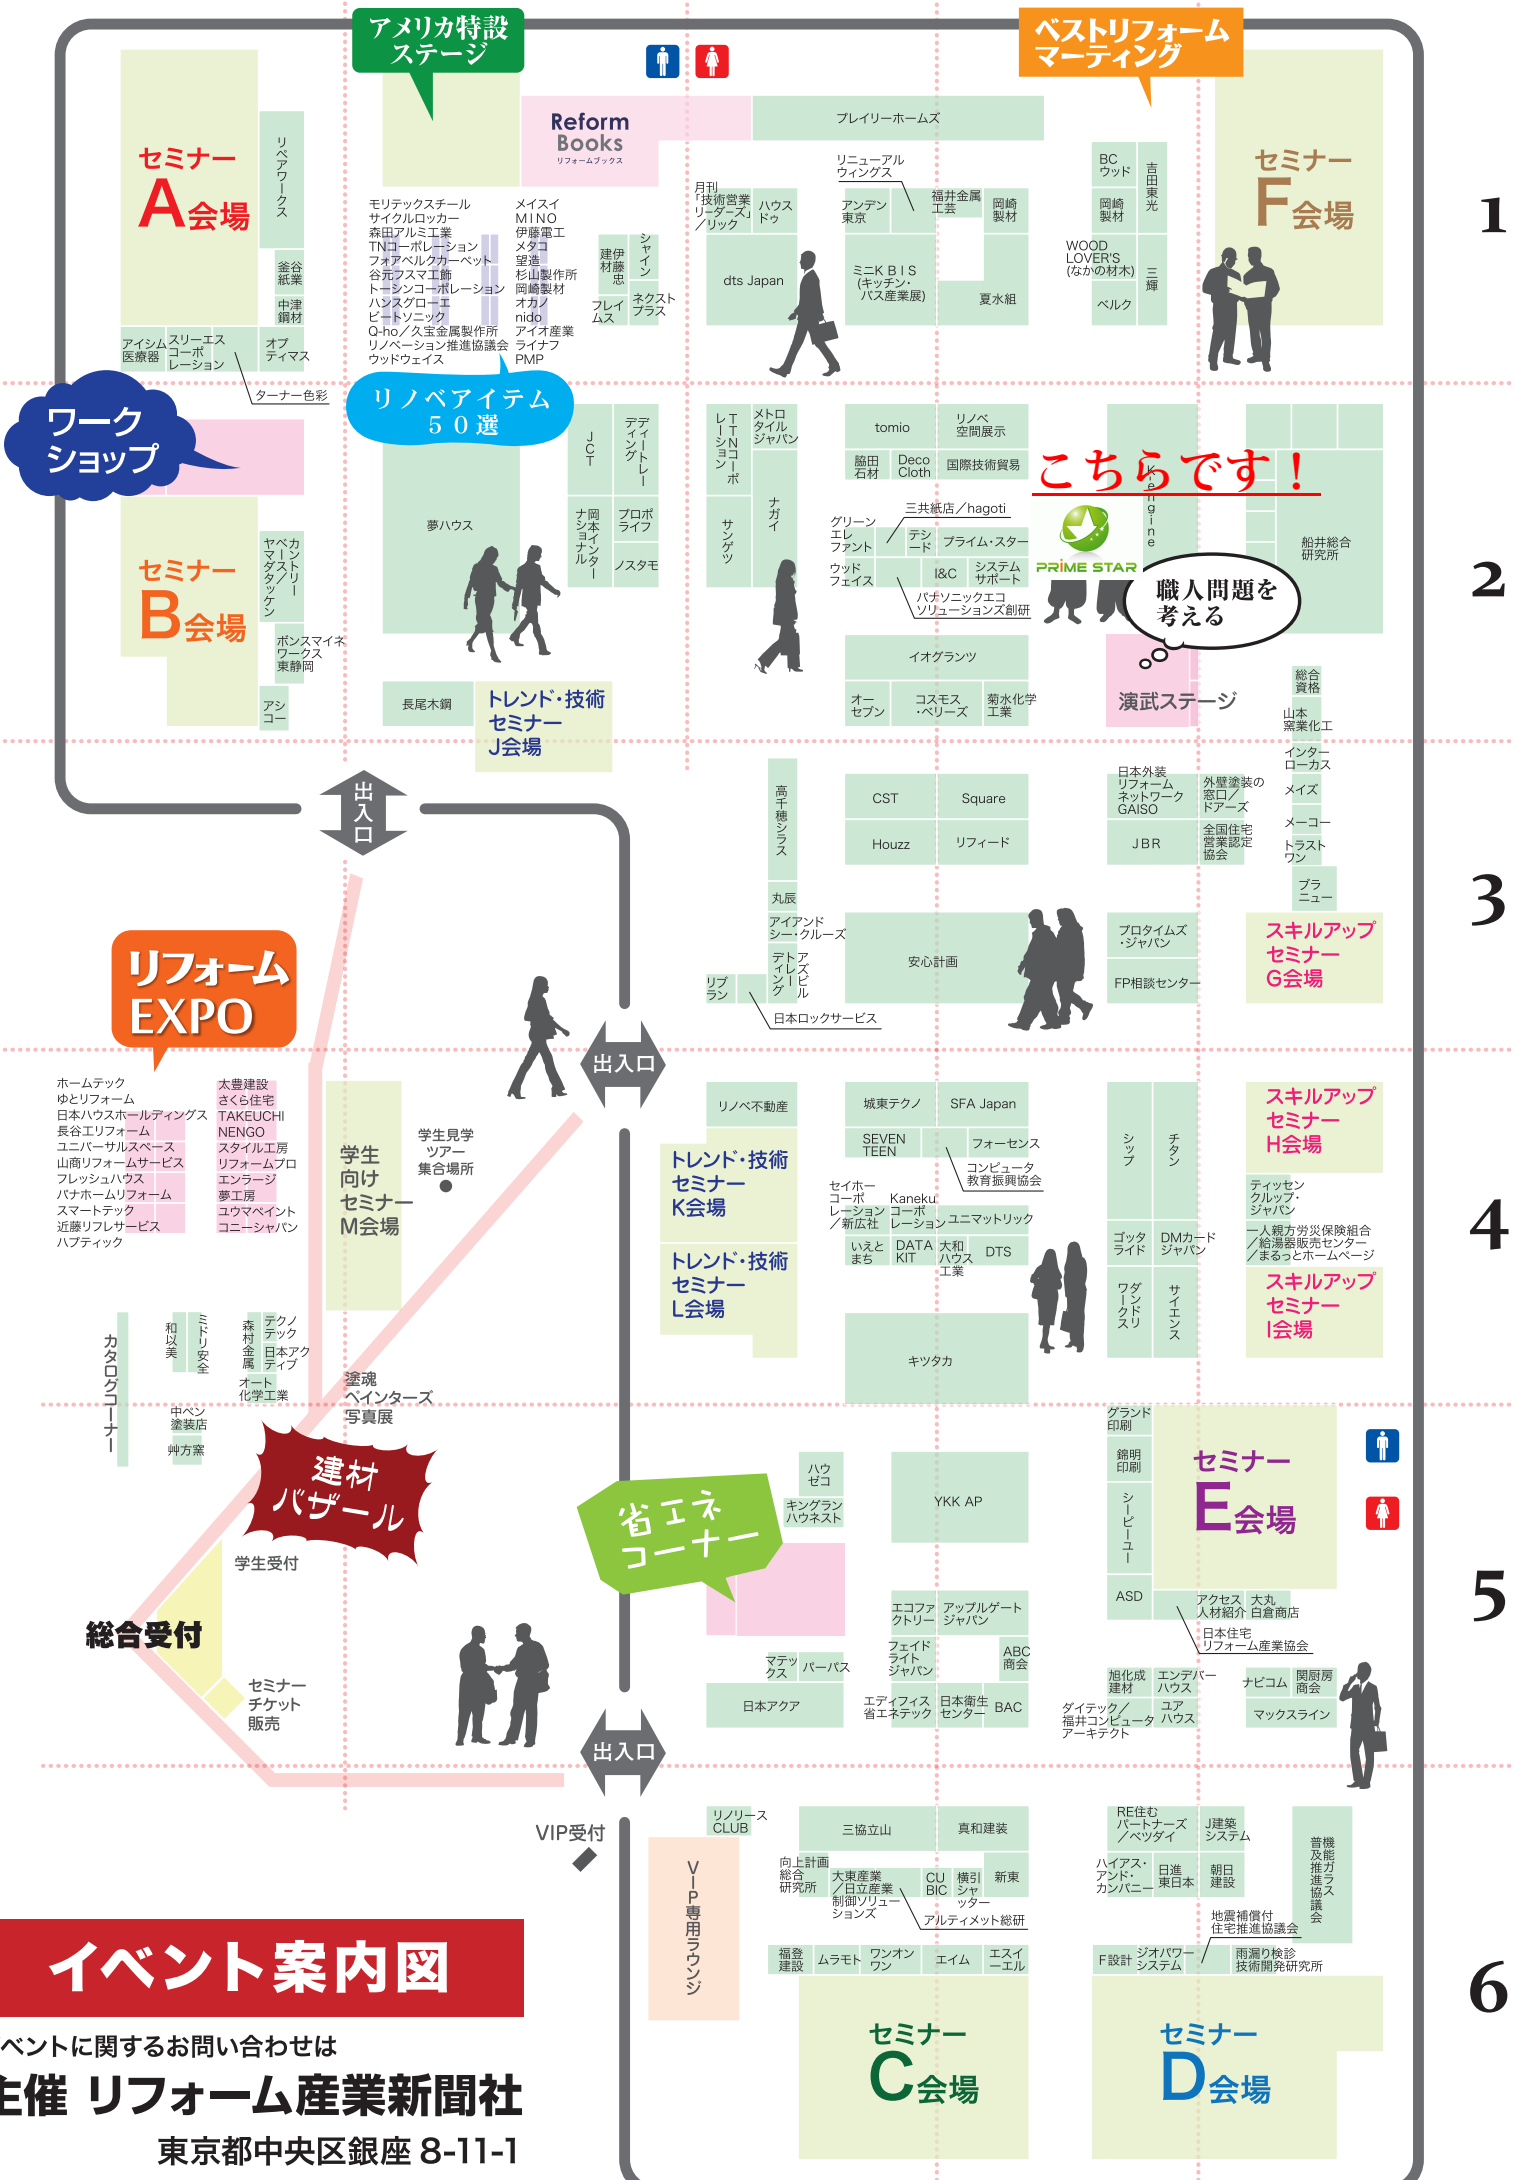 アメリカ特設
ステージ
ベストリフォーム
マーティング
セミナー
A会場
リペアワークス
釜谷
紙業
中津
鋼材
アイシム
医療器
スリーエス
コーポ
レーション
オプ
ティマス
ターナー色彩
Reform
Books
リフォームブックス
プレイリーホームズ
モリテックスチール
サイクルロッカー
森田アルミ工業
TNコーポレーション
フォアベルクカーペット
谷元フスマ工飾
トーシンコーポレーション
ハンスグローエ
ビートソニック
Q-ho／久宝金属製作所
リノベーション推進協議会
ウッドウェイス
メイスイ
MINO
伊藤電工
メタコ
望造
杉山製作所
岡崎製材
オカノ
nido
アイオ産業
ライナフ
PMP
建材
伊藤忠
シャイン
フレイ
ムス
ネクスト
プラス
月刊
「技術営業
リーダーズ」
／リック
ハウス
ドゥ
dts Japan
リニューアル
ウィングス
アンデン
東京
福井金属
工芸
岡崎
製材
ミニKBIS
(キッチン・
バス産業展)
夏水組
BC
ウッド
吉田東光
岡崎
製材
WOOD
LOVER'S
(なかの材木)
三輝
ベルク
セミナー
F会場
1
ワーク
ショップ
リノベアイテム
５０選
セミナー
B会場
カントリー
ベース／
ヤマダタッケン
ボンスマイネ
ワークス
東静岡
アシ
コー
夢ハウス
JCT
ディートレー
ディング
岡本インター
ナショナル
プロポ
ライフ
ノスタモ
長尾木鋼
トレンド・技術
セミナー
J会場
TTNコーポ
レーション
メトロ
タイル
ジャパン
サンゲツ
ナガイ
tomio
リノベ
空間展示
脇田
石材
Deco
Cloth
国際技術貿易
三共紙店／hagoti
グリーン
エレ
ファント
テシ
ード
プライム・スター
ウッド
フェイス
I&C
システム
サポート
パナソニックエコ
ソリューションズ創研
イオグランツ
オー
セブン
コスモス
・ベリーズ
菊水化学
工業
K-engine
こちらです！
PRIME STAR
職人問題を
考える
船井総合
研究所
演武ステージ
総合
資格
山本
窯業化工
インター
ローカス
メイズ
メーコー
トラスト
ワン
ブラ
ニュー
2
出入口
高千穂シラス
丸辰
アイアンド
シー・クルーズ
アズビル
トレー
ディング
リブ
ラン
日本ロックサービス
CST
Square
Houzz
リフィード
安心計画
日本外装
リフォーム
ネットワーク
GAISO
外壁塗装の
窓口／
ドアーズ
JBR
全国住宅
営業認定
協会
プロタイムズ
・ジャパン
FP相談センター
スキルアップ
セミナー
G会場
3
リフォーム
EXPO
出入口
ホームテック
ゆとリフォーム
日本ハウスホールディングス
長谷工リフォーム
ユニバーサルスペース
山商リフォームサービス
フレッシュハウス
パナホームリフォーム
スマートテック
近藤リフレサービス
ハプティック
太豊建設
さくら住宅
TAKEUCHI
NENGO
スタイル工房
リフォームプロ
エンラージ
夢工房
ユウマペイント
コニーシャパン
学生
向け
セミナー
M会場
学生見学
ツアー
集合場所
リノベ不動産
トレンド・技術
セミナー
K会場
トレンド・技術
セミナー
L会場
城東テクノ
SFA Japan
SEVEN
TEEN
フォーセンス
コンピュータ
教育振興協会
セイホー
コーポ
レーション
／新広社
Kaneku
コーポ
レーション
ユニマットリック
いえと
まち
DATA
KIT
大和
ハウス
工業
DTS
キツタカ
シップ
チタン
ゴッタ
ライド
DMカード
ジャパン
ダンドリ
ワークス
サイエンス
スキルアップ
セミナー
H会場
ティッセン
クルップ・
ジャパン
一人親方労災保険組合
／給湯器販売センター
／まるっとホームページ
スキルアップ
セミナー
I会場
4
カタログコーナー
和以美
ミドリ安全
森村金属
テクノ
テック
日本アク
ティブ
オート
化学工業
中ペン
塗装店
艸方窯
塗魂
ペインターズ
写真展
建材
バザール
省エネ
コーナー
ハウ
ゼコ
キングラン
ハウネスト
YKK AP
グランド
印刷
錦明
印刷
シービーユー
ASD
セミナー
E会場
アクセス
人材紹介
大丸
白倉商店
日本住宅
リフォーム産業協会
エコファ
クトリー
アップルゲート
ジャパン
フェイド
ライト
ジャパン
ABC
商会
マテッ
クス
パーパス
日本アクア
エディフィス
省エネテック
日本衛生
センター
BAC
旭化成
建材
エンデバー
ハウス
ダイテック／
福井コンピュータ
アーキテクト
ユア
ハウス
ナビコム
関厨房
商会
マックスライン
5
学生受付
総合受付
セミナー
チケット
販売
出入口
VIP受付
リノリース
CLUB
VIP専用ラウンジ
三協立山
真和建装
向上計画
総合
研究所
大東産業
／日立産業
制御ソリュー
ションズ
CU
BIC
横引
シャ
ッター
新東
アルティメット総研
福登
建設
ムラモト
ワンオン
ワン
エイム
エスイ
ーエル
RE住む
パートナーズ
／ベツダイ
J建築
システム
ハイアス・
アンド・
カンパニー
日進
東日本
朝日
建設
機能ガラス
普及推進協議会
地震補償付
住宅推進協議会
F設計
ジオパワー
システム
雨漏り検診
技術開発研究所
セミナー
C会場
セミナー
D会場
6
イベント案内図
ベントに関するお問い合わせは
主催 リフォーム産業新聞社
東京都中央区銀座 8-11-1